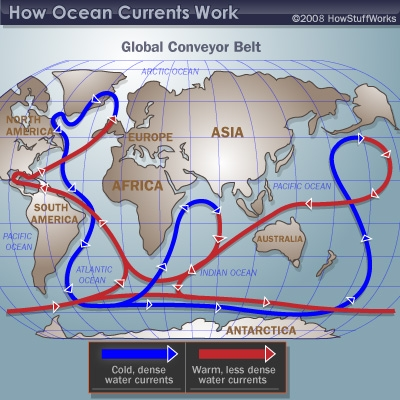 How Ocean Currents Work
©2008 HowStuffWorks
Global Conveyor Belt
ARCTIC OCEAN
NORTH
AMERICA
EUROPE
ASIA
AFRICA
PACIFIC OCEAN
SOUTH
AMERICA
PACIFIC
OCEAN
AUSTRALIA
ATLANTIC
OCEAN
INDIAN OCEAN
ANTARCTICA
Cold, dense
water currents
Warm, less dense
water currents